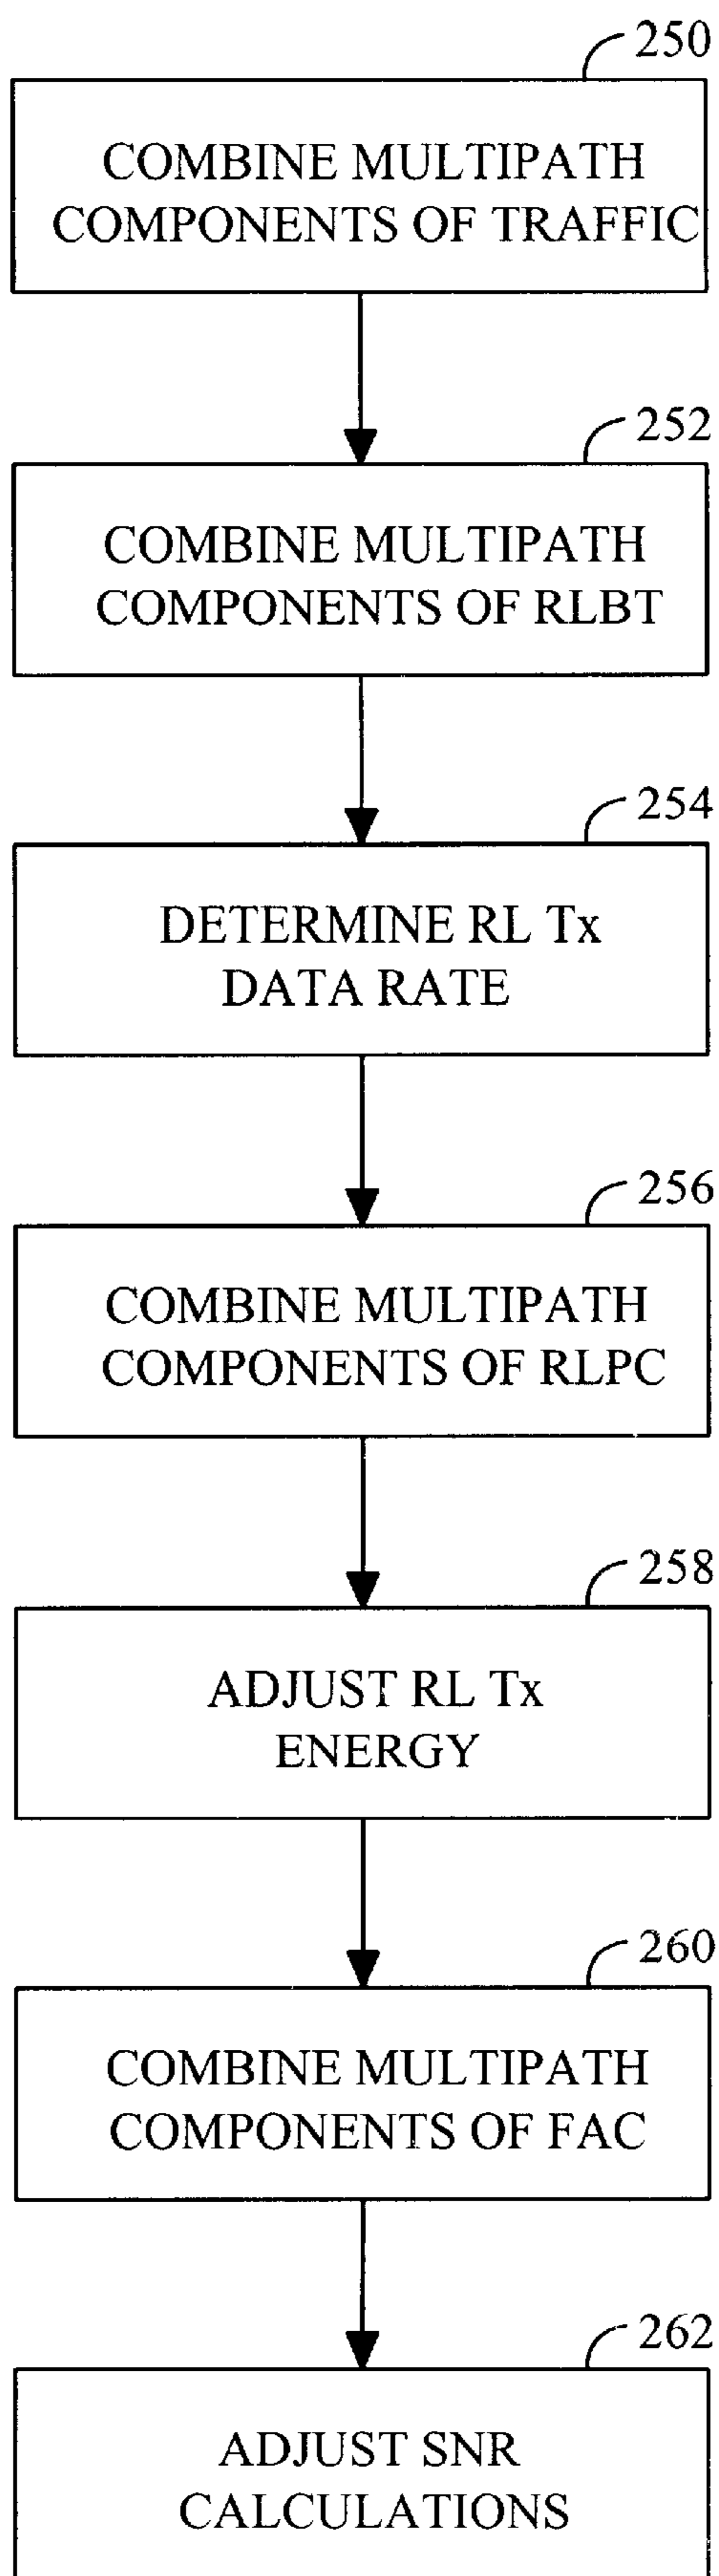 250
COMBINE MULTIPATH
COMPONENTS OF TRAFFIC
252
COMBINE MULTIPATH
COMPONENTS OF RLBT
254
DETERMINE RL Tx
DATA RATE
256
COMBINE MULTIPATH
COMPONENTS OF RLPC
258
ADJUST RL Tx
ENERGY
260
COMBINE MULTIPATH
COMPONENTS OF FAC
262
ADJUST SNR
CALCULATIONS